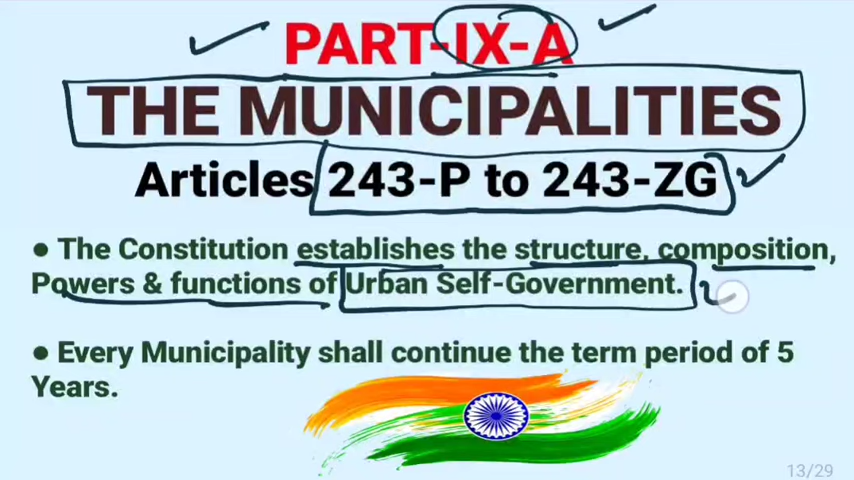 PART-IX-A
THE MUNICIPALITIES
Articles 243-P to 243-ZG
● The Constitution establishes the structure, composition,
Powers & functions of Urban Self-Government.
● Every Municipality shall continue the term period of 5
Years.
13/29